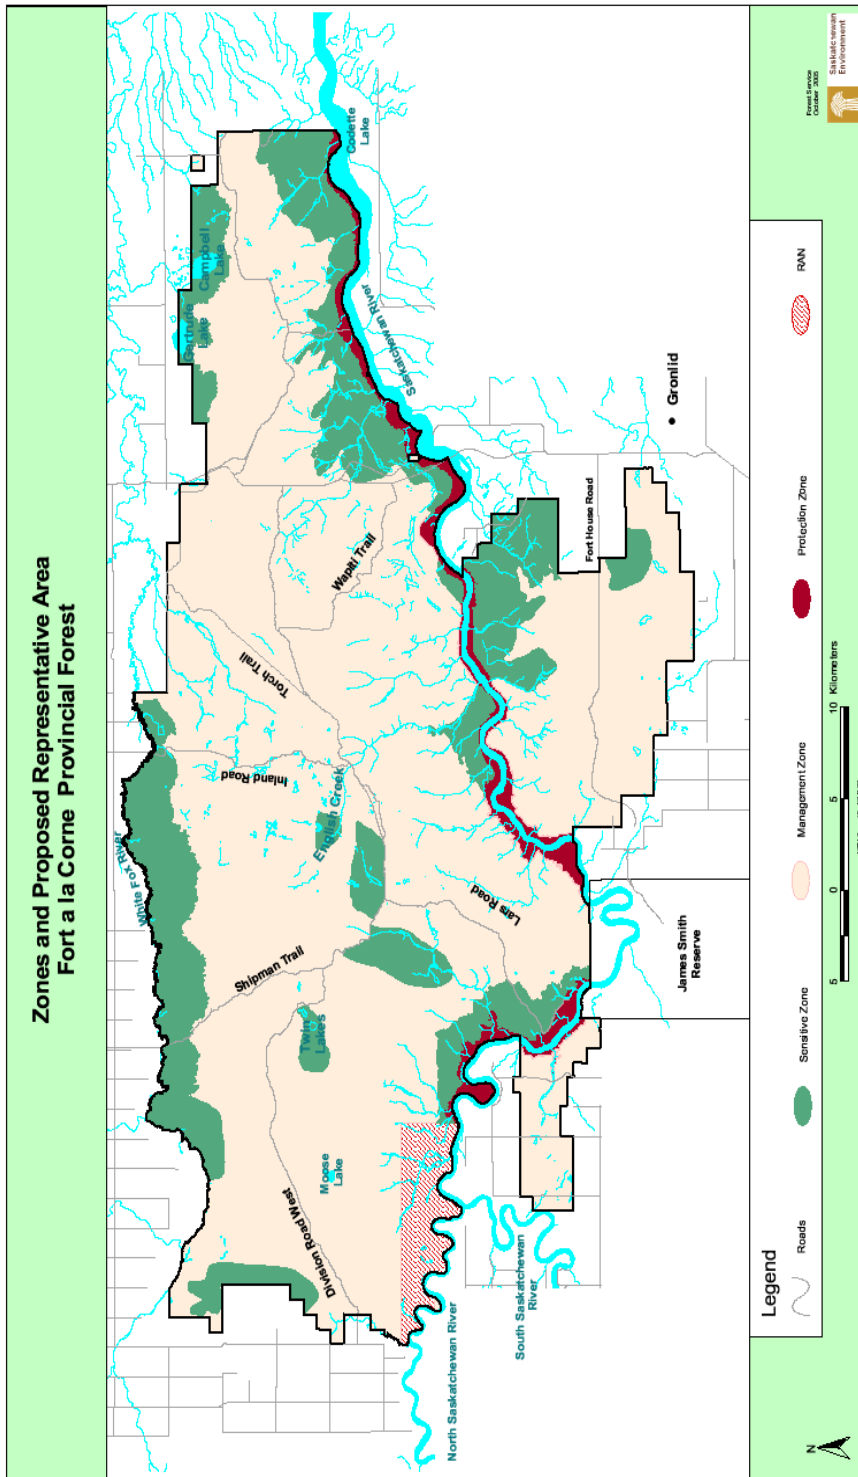 Zones and Proposed Representative Area
Fort a la Corne Provincial Forest
White Fox River
Gertrude
Lake
Campbell
Lake
Codette
Lake
Saskatchewan River
Shipman Trail
Inland Road
Torch Trail
Wapiti Trail
English Creek
Twin
Lakes
Moose
Lake
Division Road West
Lars Road
Gronlid
Fort House Road
James Smith
Reserve
North Saskatchewan River
South Saskatchewan
River
Legend
Roads
Sensitive Zone
Management Zone
Protection Zone
RAN
5
0
5
10
Kilometers
N
Forest Service
October 2005
Saskatchewan
Environment